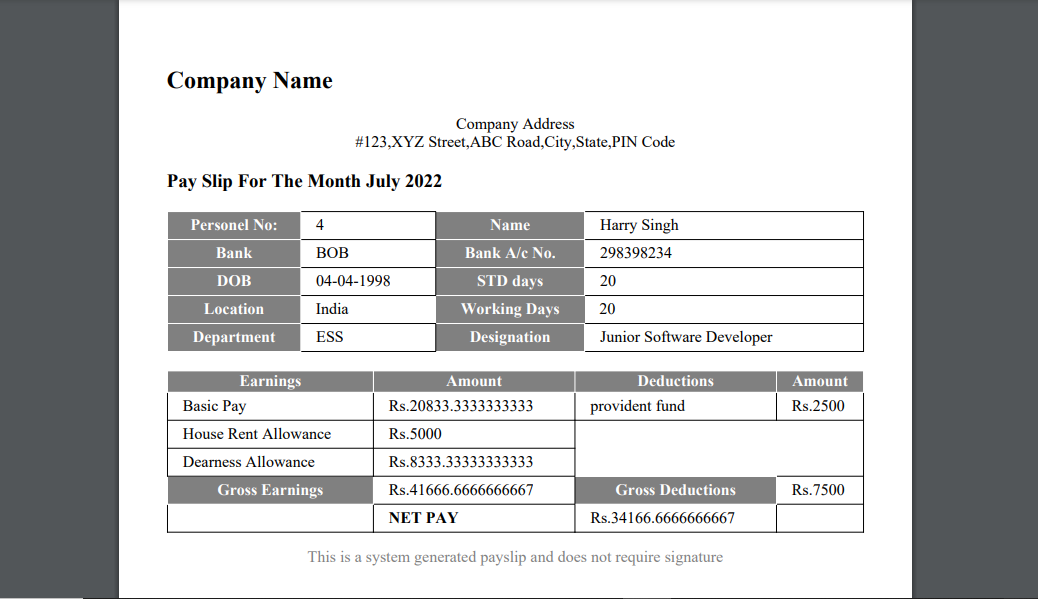 Company Name
Company Address
#123,XYZ Street,ABC Road,City,State,PIN Code
Pay Slip For The Month July 2022
Personel No: 4 Name Harry Singh
Bank BOB Bank A/c No. 298398234
DOB 04-04-1998 STD days 20
Location India Working Days 20
Department ESS Designation Junior Software Developer
Earnings Amount Deductions Amount
Basic Pay Rs.20833.3333333333 provident fund Rs.2500
House Rent Allowance Rs.5000
Dearness Allowance Rs.8333.33333333333
Gross Earnings Rs.41666.6666666667 Gross Deductions Rs.7500
NET PAY Rs.34166.6666666667
This is a system generated payslip and does not require signature